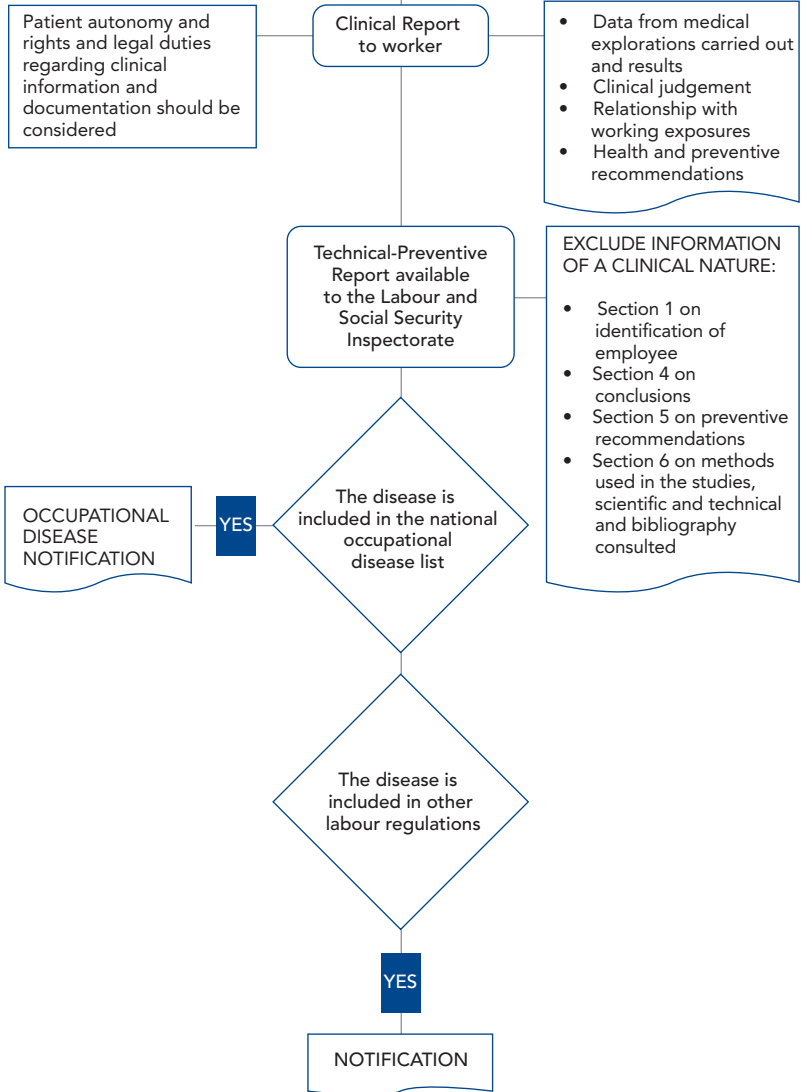 Patient autonomy and
rights and legal duties
regarding clinical
information and
documentation should be
considered
Clinical Report
to worker
• Data from medical
explorations carried out
and results
• Clinical judgement
• Relationship with
working exposures
• Health and preventive
recommendations
Technical-Preventive
Report available
to the Labour and
Social Security
Inspectorate
EXCLUDE INFORMATION
OF A CLINICAL NATURE:
• Section 1 on
identification of
employee
• Section 4 on
conclusions
• Section 5 on preventive
recommendations
• Section 6 on methods
used in the studies,
scientific and technical
and bibliography
consulted
The disease is
included in the national
occupational
disease list
YES
OCCUPATIONAL
DISEASE
NOTIFICATION
The disease is
included in other
labour regulations
YES
NOTIFICATION